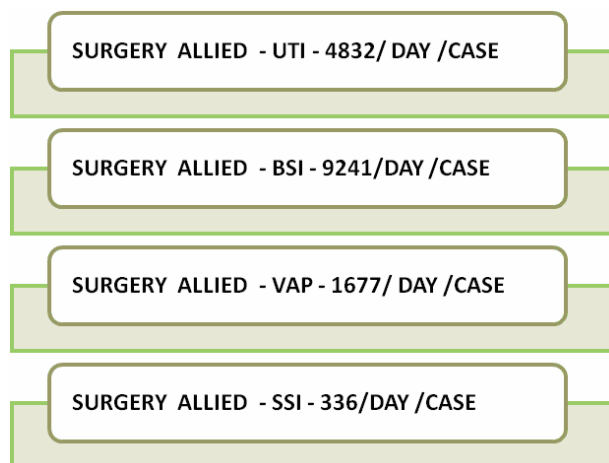 SURGERY ALLIED - UTI - 4832/ DAY /CASE
SURGERY ALLIED - BSI - 9241/DAY /CASE
SURGERY ALLIED - VAP - 1677/ DAY /CASE
SURGERY ALLIED - SSI - 336/DAY /CASE